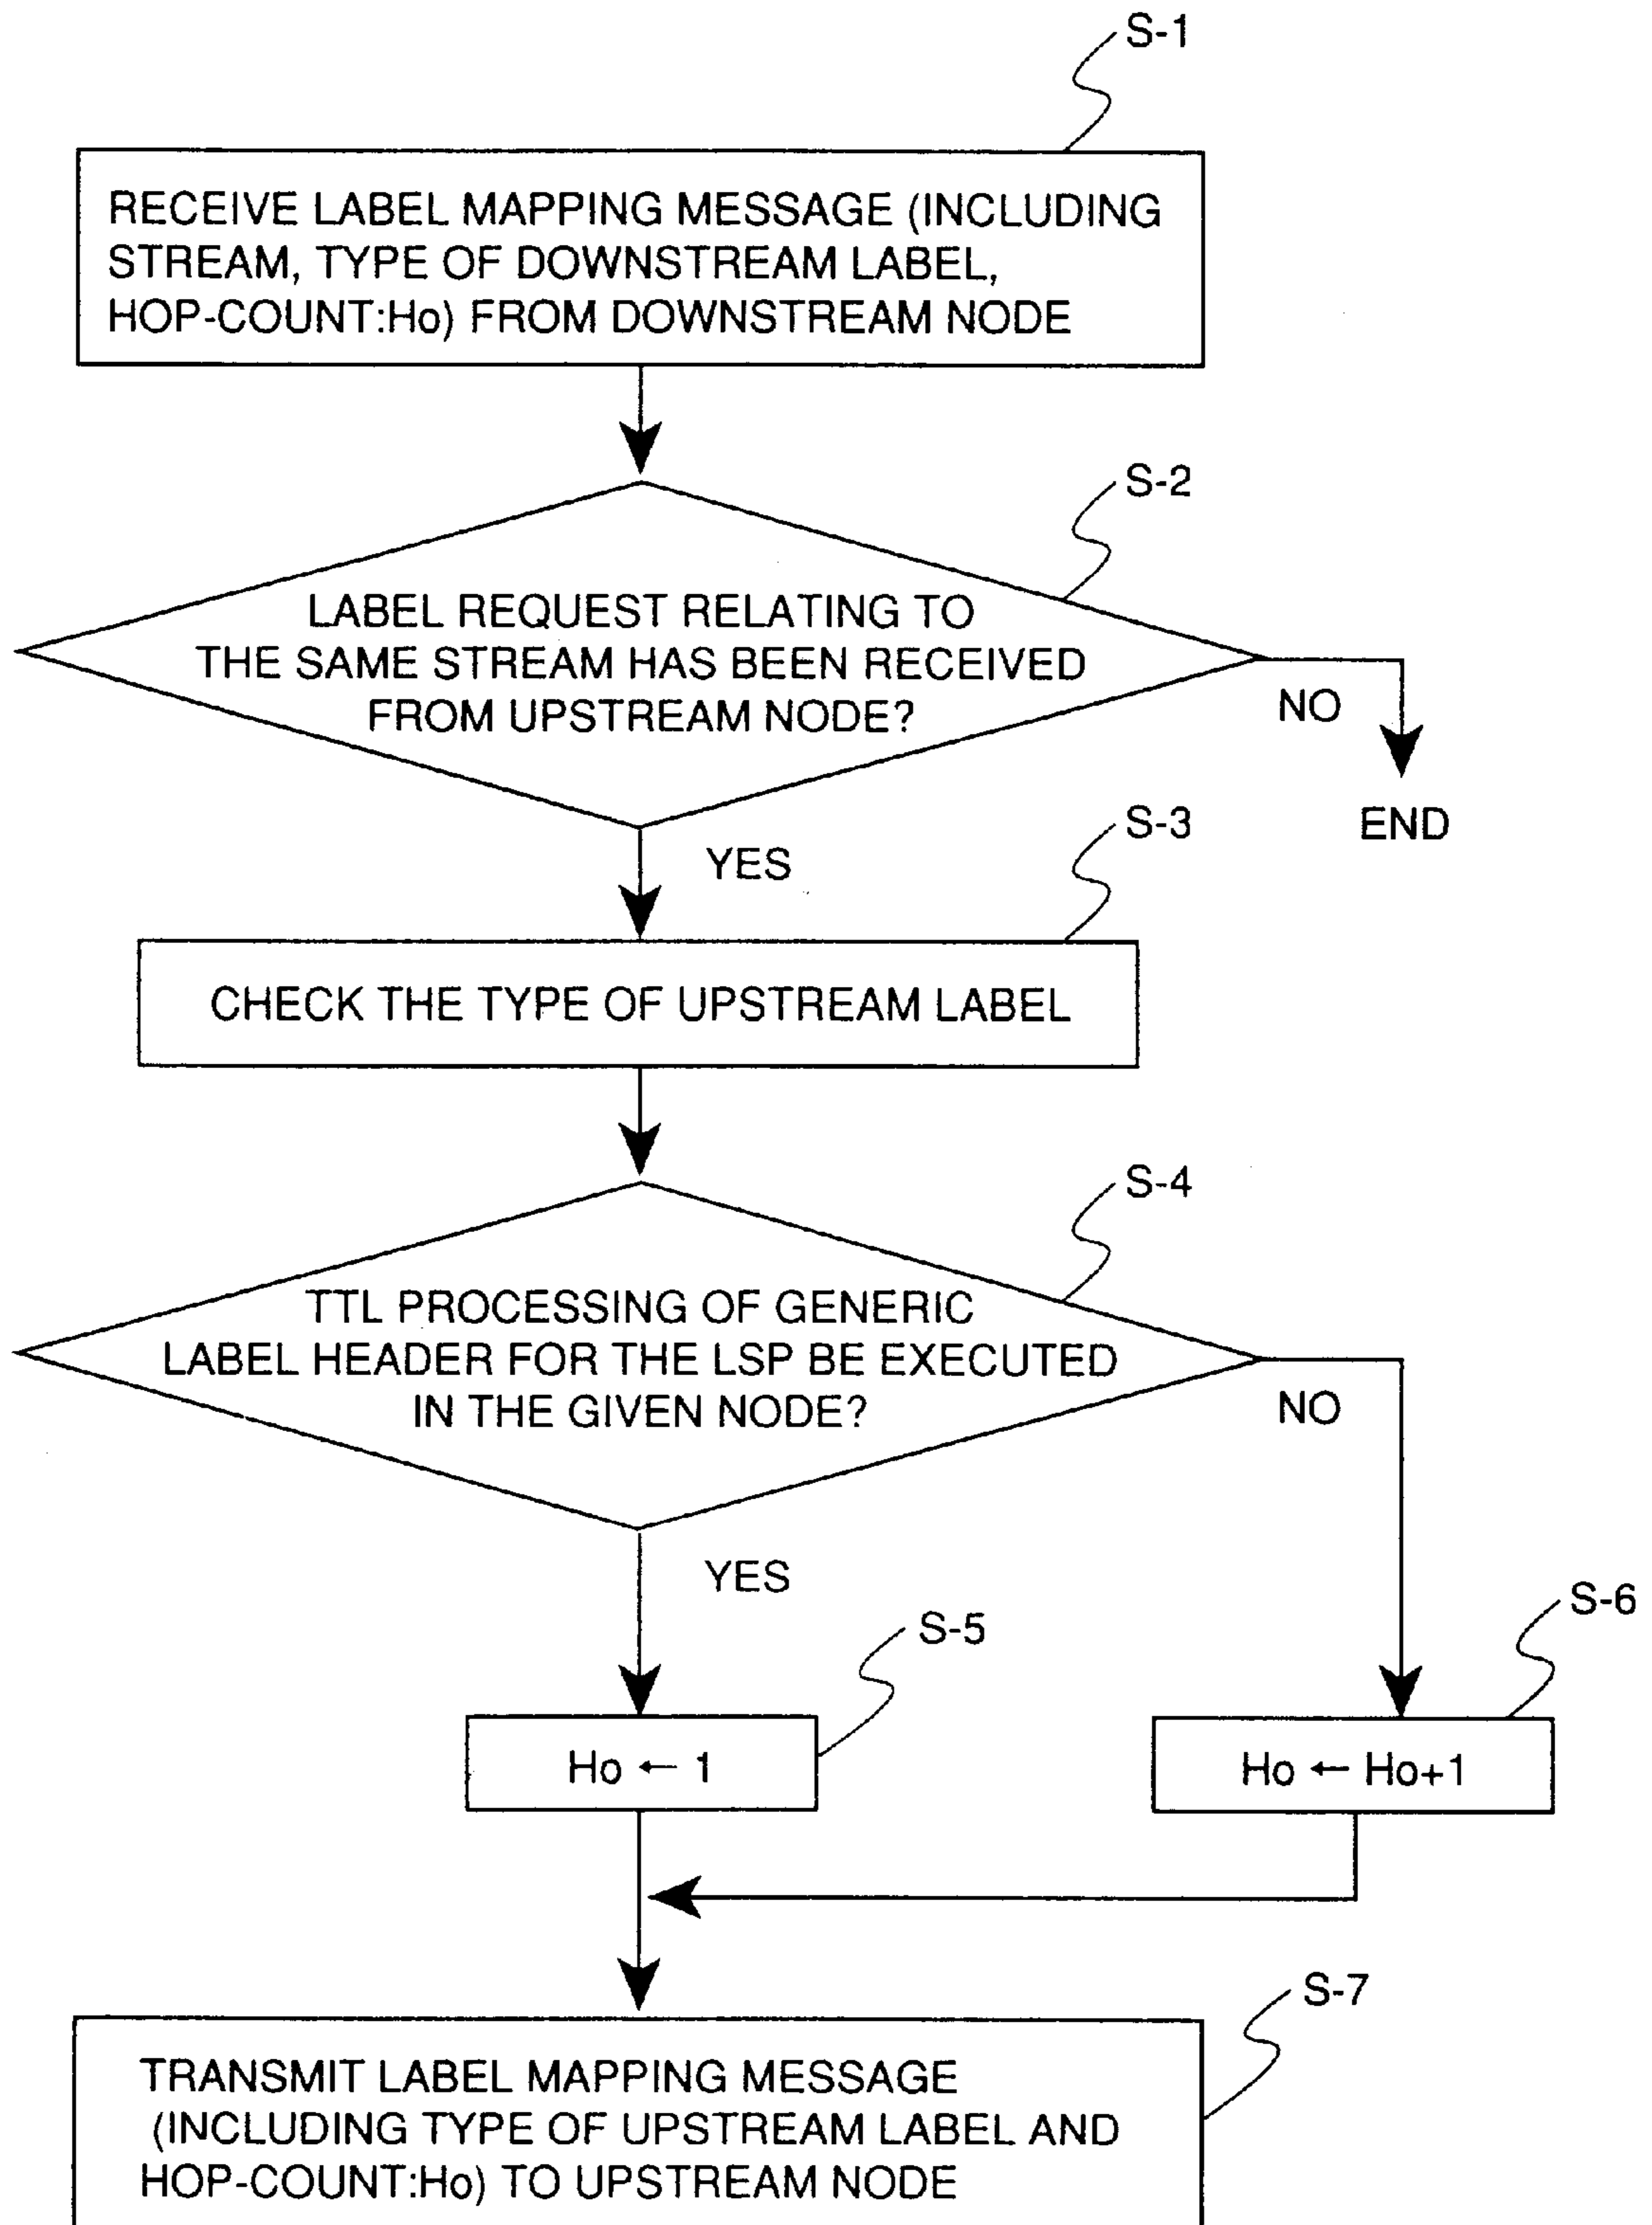 S-1
RECEIVE LABEL MAPPING MESSAGE (INCLUDING
STREAM, TYPE OF DOWNSTREAM LABEL,
HOP-COUNT:Ho) FROM DOWNSTREAM NODE
S-2
LABEL REQUEST RELATING TO
THE SAME STREAM HAS BEEN RECEIVED
FROM UPSTREAM NODE?
NO
END
YES
S-3
CHECK THE TYPE OF UPSTREAM LABEL
S-4
TTL PROCESSING OF GENERIC
LABEL HEADER FOR THE LSP BE EXECUTED
IN THE GIVEN NODE?
NO
YES
S-5
S-6
Ho ← 1
Ho ← Ho+1
S-7
TRANSMIT LABEL MAPPING MESSAGE
(INCLUDING TYPE OF UPSTREAM LABEL AND
HOP-COUNT:Ho) TO UPSTREAM NODE